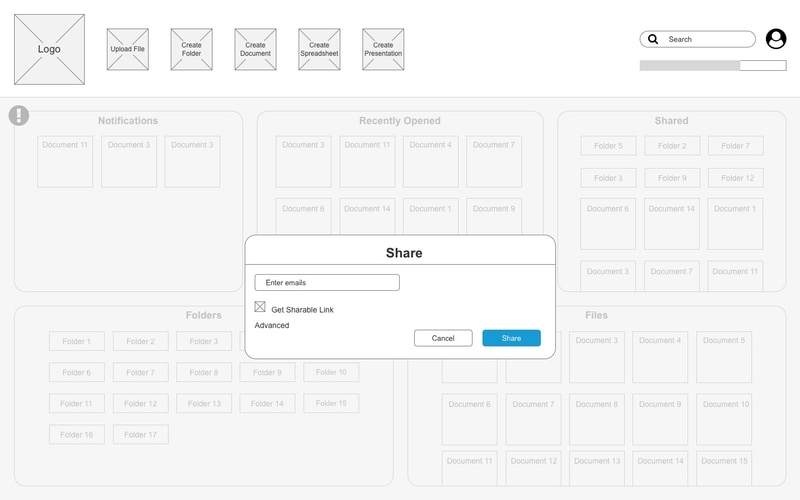 Logo
Upload File
Create
Folder
Create
Document
Create
Spreadsheet
Create
Presentation
Search
Notifications
Document 11
Document 3
Document 3
Recently Opened
Document 3
Document 11
Document 4
Document 7
Document 6
Document 14
Document 1
Document 9
Shared
Folder 5
Folder 2
Folder 7
Folder 3
Folder 9
Folder 12
Document 6
Document 14
Document 1
Document 3
Document 7
Document 11
Share
Enter emails
Get Sharable Link
Advanced
Cancel
Share
Folders
Folder 1
Folder 2
Folder 3
Folder 6
Folder 7
Folder 8
Folder 9
Folder 10
Folder 11
Folder 12
Folder 13
Folder 14
Folder 15
Folder 16
Folder 17
Files
Document 3
Document 4
Document 5
Document 6
Document 7
Document 8
Document 9
Document 10
Document 11
Document 12
Document 13
Document 14
Document 15